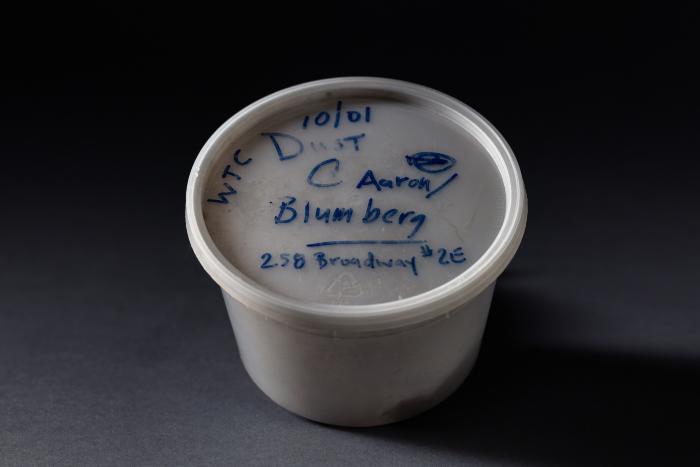 10/01
WTC Dust
C Aaron/
Blumberg
258 Broadway #2E